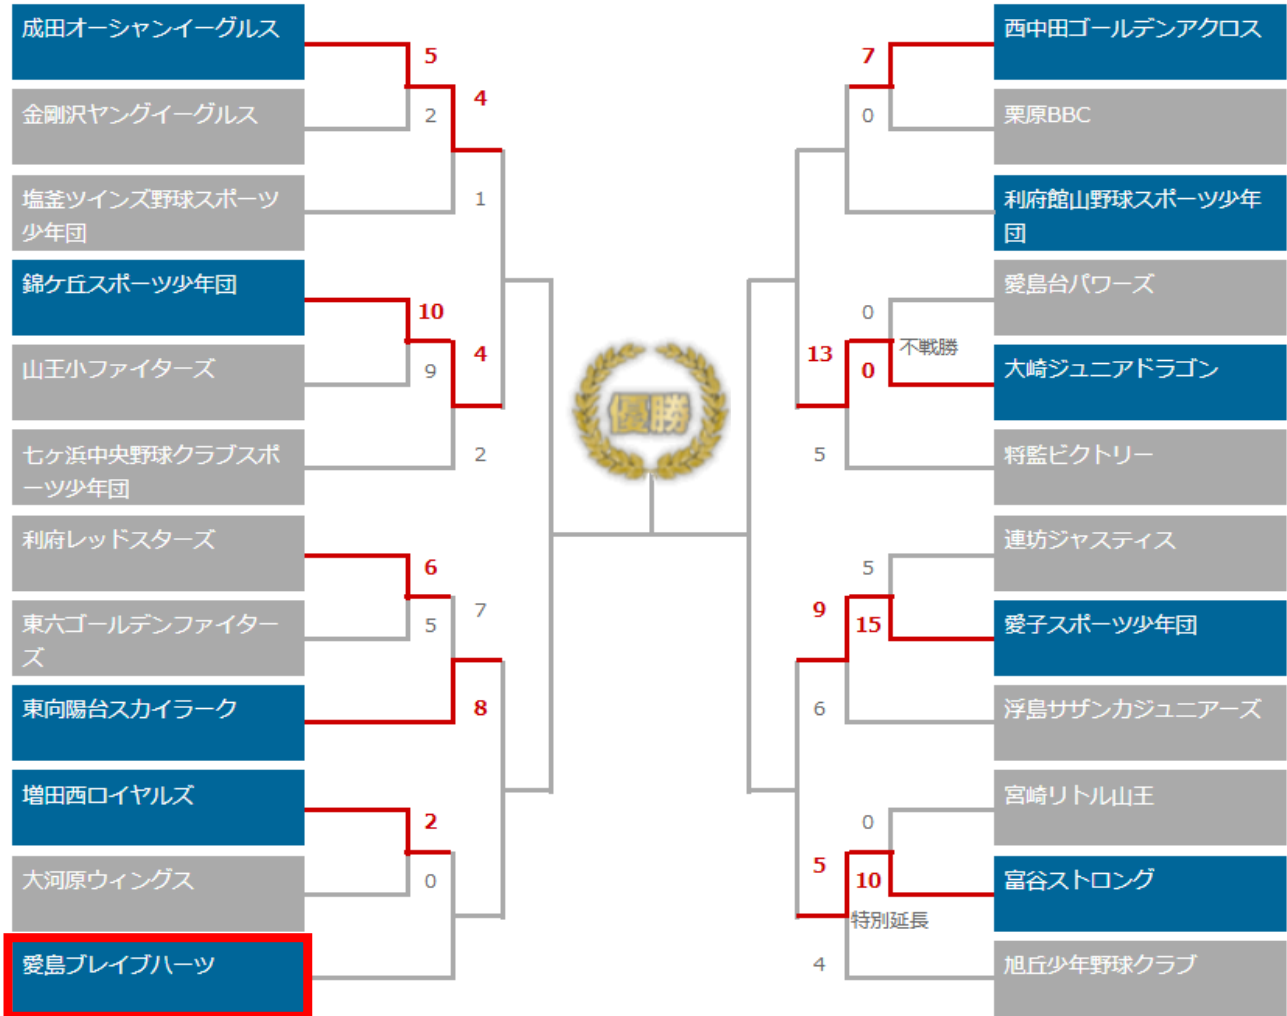 成田オーシャンイーグルス
5
4
金剛沢ヤングイーグルス
2
塩釜ツインズ野球スポーツ
少年団
1
錦ケ丘スポーツ少年団
10
4
山王小ファイターズ
9
七ヶ浜中央野球クラブスポ
ーツ少年団
2
利府レッドスターズ
6
7
東六ゴールデンファイター
ズ
5
東向陽台スカイラーク
8
増田西ロイヤルズ
2
大河原ウィングス
0
愛島ブレイブハーツ
優勝
西中田ゴールデンアクロス
7
0
栗原BBC
利府館山野球スポーツ少年
団
愛島台パワーズ
0
不戦勝
13
0
大崎ジュニアドラゴン
5
将監ビクトリー
連坊ジャスティス
5
9
15
愛子スポーツ少年団
6
浮島サザンカジュニアーズ
宮崎リトル山王
0
5
10
富谷ストロング
特別延長
4
旭丘少年野球クラブ